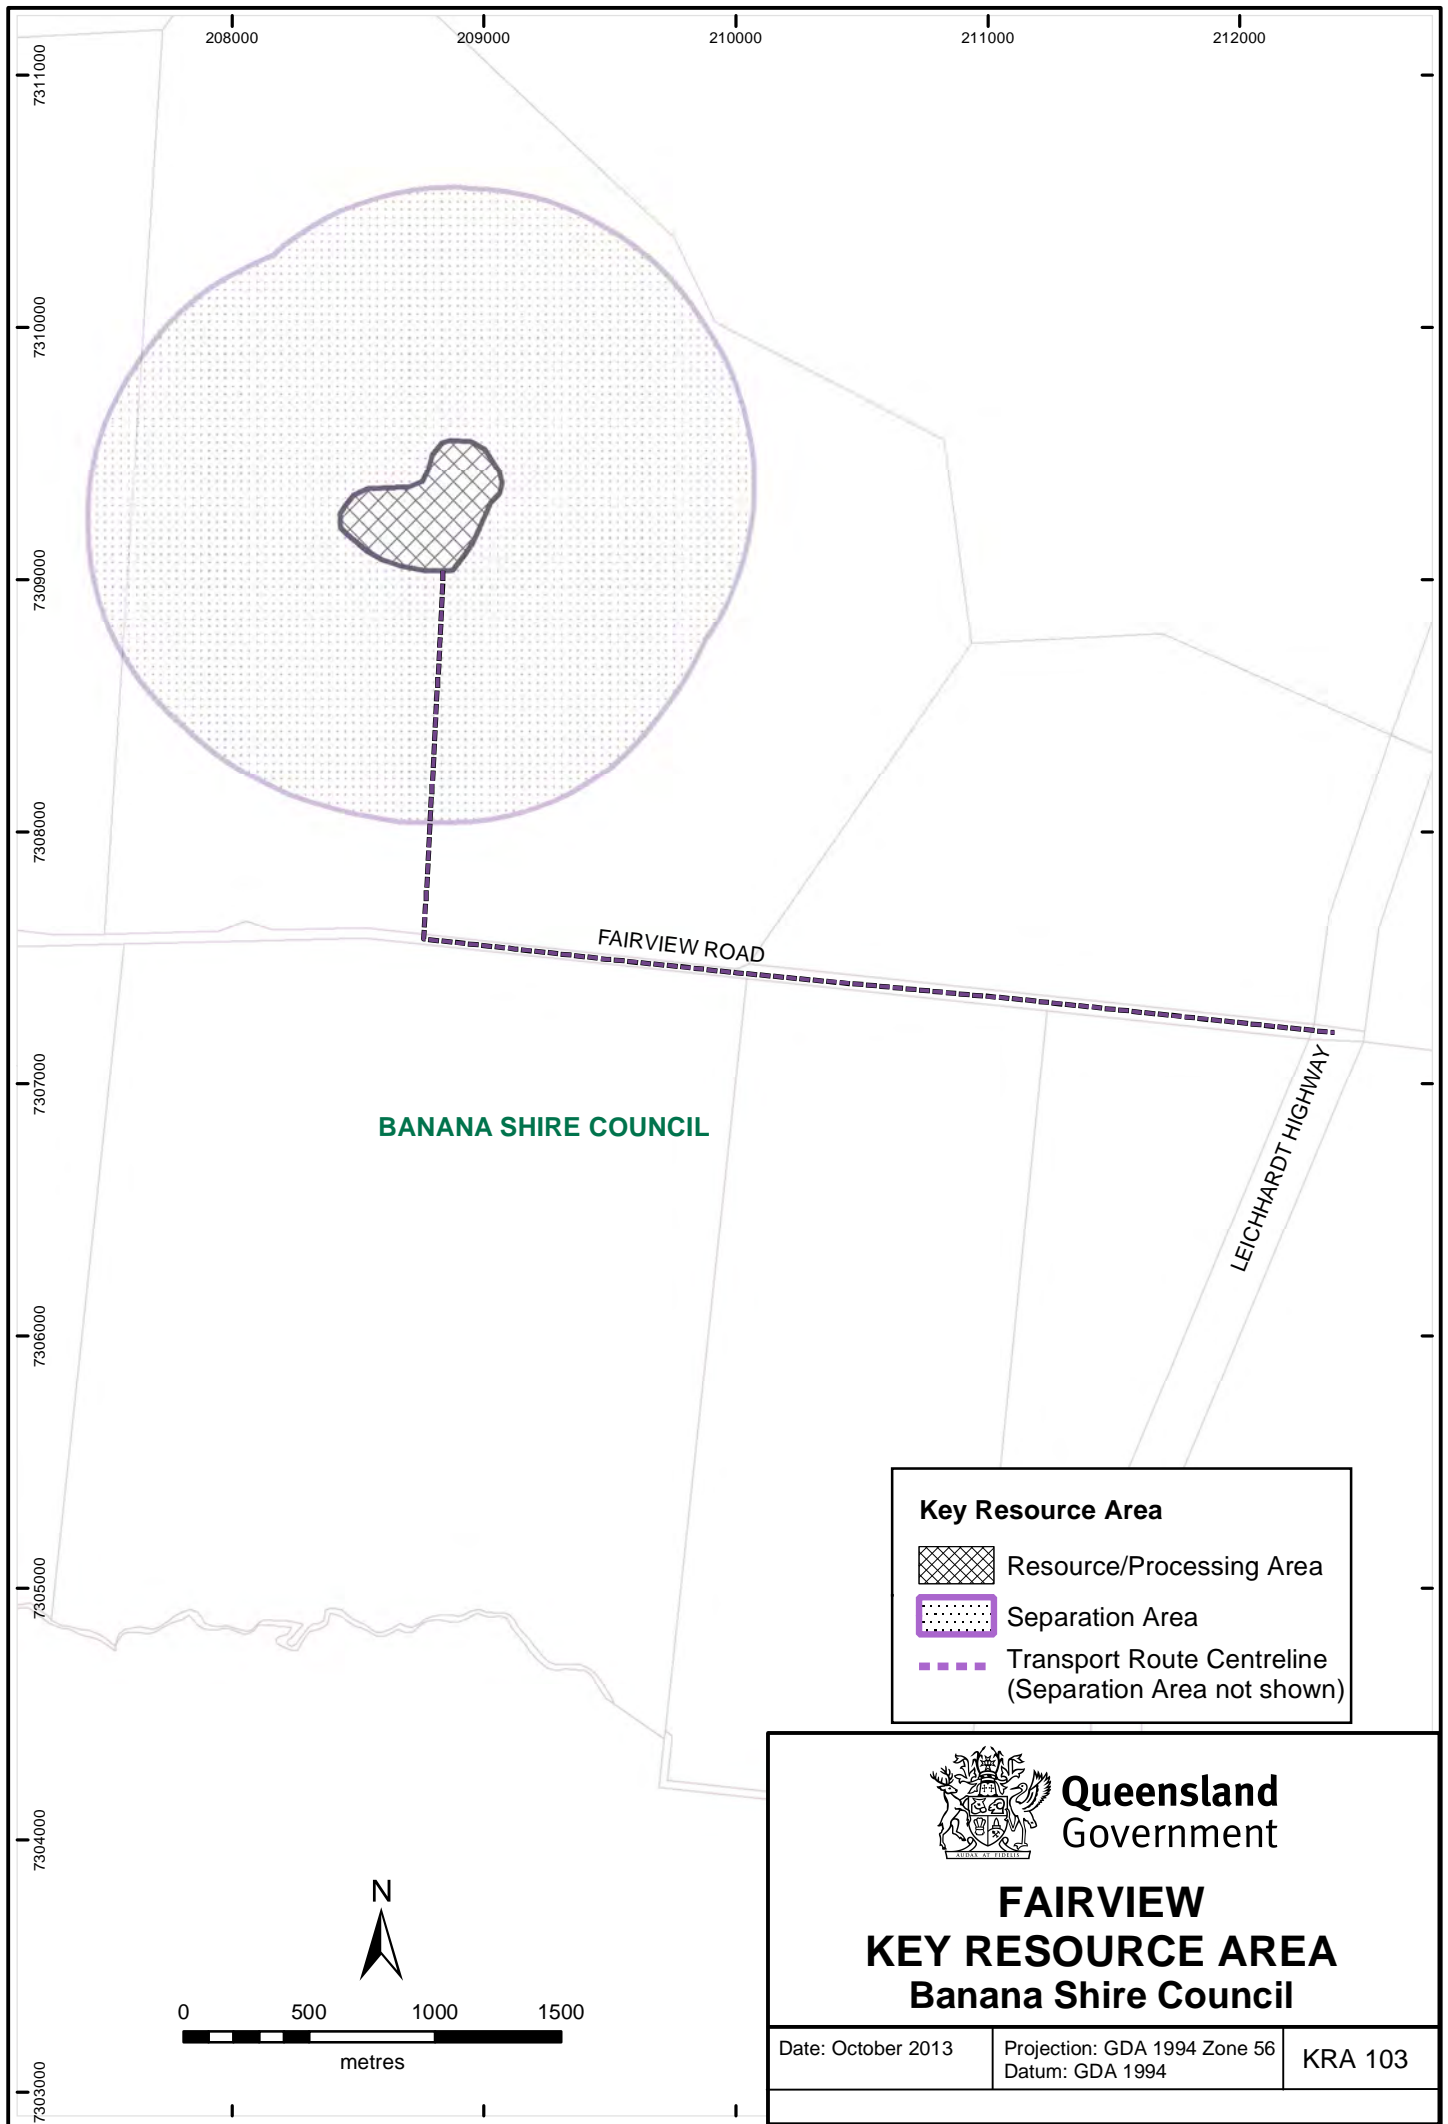 208000
209000
210000
211000
212000
7311000
7310000
7309000
7308000
7307000
7306000
7305000
7304000
7303000
FAIRVIEW ROAD
LEICHHARDT HIGHWAY
BANANA SHIRE COUNCIL
Key Resource Area
Resource/Processing Area
Separation Area
Transport Route Centreline
(Separation Area not shown)
AUDAX AT FIDELIS
Queensland
Government
FAIRVIEW
KEY RESOURCE AREA
Banana Shire Council
Date: October 2013
Projection: GDA 1994 Zone 56
Datum: GDA 1994
KRA 103
N
0 500 1000 1500
metres